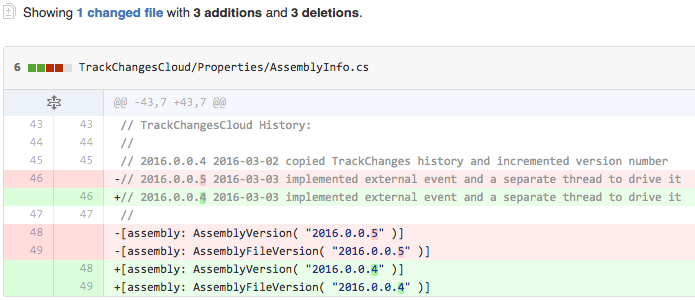 Showing 1 changed file with 3 additions and 3 deletions.
6 TrackChangesCloud/Properties/AssemblyInfo.cs
@@ -43,7 +43,7 @@
43 43 // TrackChangesCloud History:
44 44 //
45 45 // 2016.0.0.4 2016-03-02 copied TrackChanges history and incremented version number
46 -// 2016.0.0.5 2016-03-03 implemented external event and a separate thread to drive it
46 +// 2016.0.0.4 2016-03-03 implemented external event and a separate thread to drive it
47 47 //
48 -[assembly: AssemblyVersion( "2016.0.0.5" )]
49 -[assembly: AssemblyFileVersion( "2016.0.0.5" )]
48 +[assembly: AssemblyVersion( "2016.0.0.4" )]
49 +[assembly: AssemblyFileVersion( "2016.0.0.4" )]